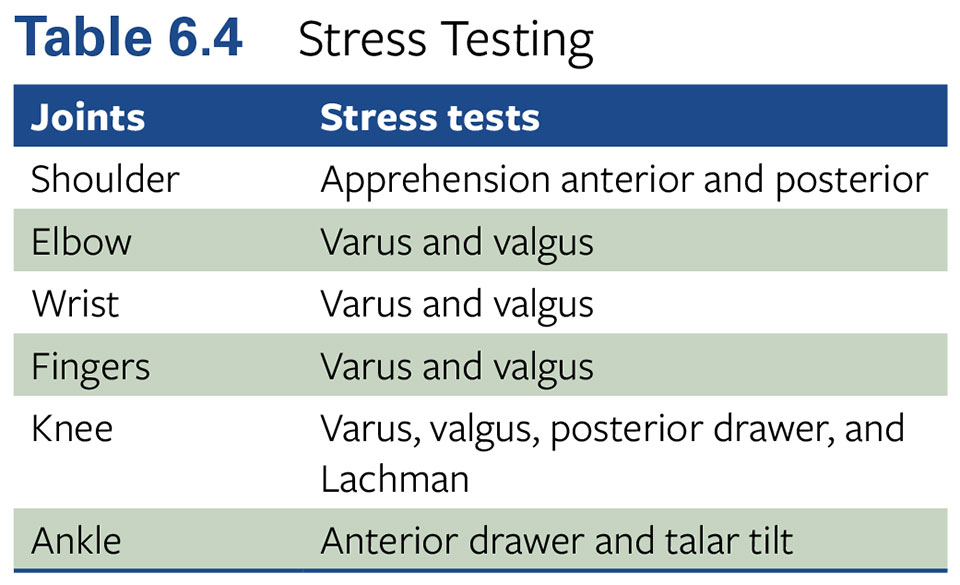 Table 6.4 Stress Testing
Joints Stress tests
Shoulder Apprehension anterior and posterior
Elbow Varus and valgus
Wrist Varus and valgus
Fingers Varus and valgus
Knee Varus, valgus, posterior drawer, and
Lachman
Ankle Anterior drawer and talar tilt